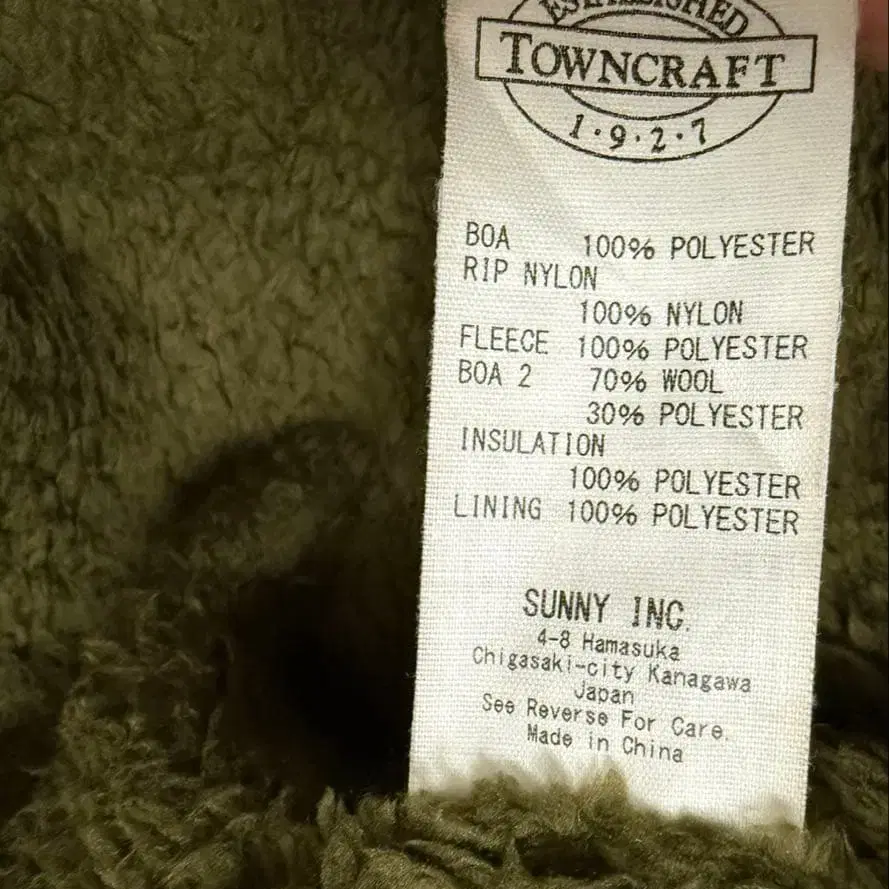 ESTABLISHED
TOWNCRAFT
1·9·2·7
BOA 100% POLYESTER
RIP NYLON
100% NYLON
FLEECE 100% POLYESTER
BOA 2 70% WOOL
30% POLYESTER
INSULATION
100% POLYESTER
LINING 100% POLYESTER
SUNNY INC.
4-8 Hamasuka
Chigasaki-city Kanagawa
Japan
See Reverse For Care.
Made in China